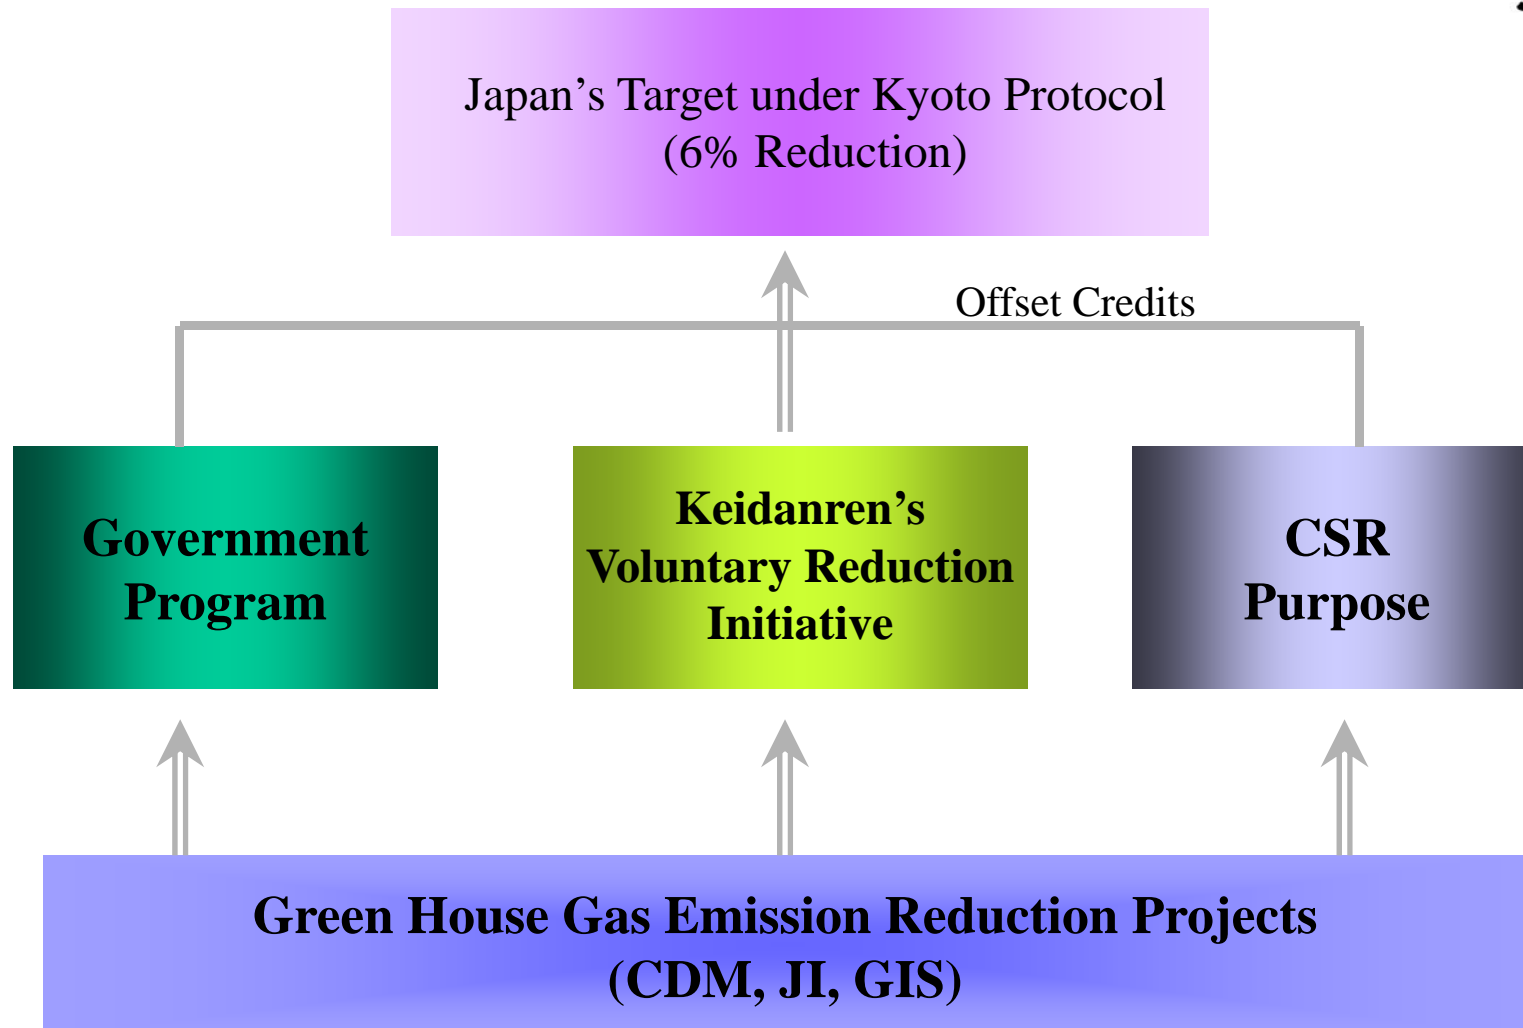 Japan’s Target under Kyoto Protocol
(6% Reduction)
Offset Credits
Government
Program
Keidanren’s
Voluntary Reduction
Initiative
CSR
Purpose
Green House Gas Emission Reduction Projects
(CDM, JI, GIS)